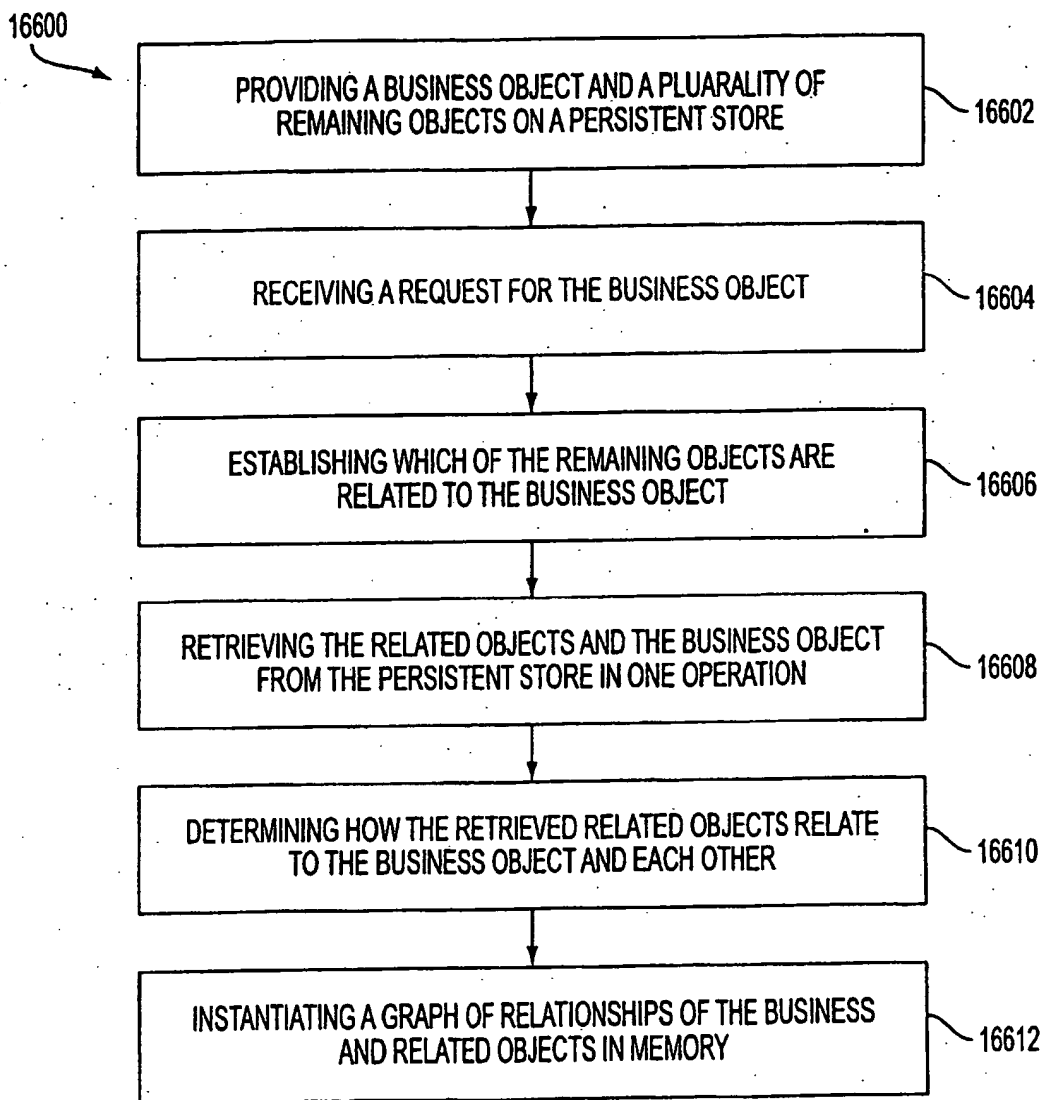 16600
PROVIDING A BUSINESS OBJECT AND A PLUARALITY OF
REMAINING OBJECTS ON A PERSISTENT STORE
16602
RECEIVING A REQUEST FOR THE BUSINESS OBJECT
16604
ESTABLISHING WHICH OF THE REMAINING OBJECTS ARE
RELATED TO THE BUSINESS OBJECT
16606
RETRIEVING THE RELATED OBJECTS AND THE BUSINESS OBJECT
FROM THE PERSISTENT STORE IN ONE OPERATION
16608
DETERMINING HOW THE RETRIEVED RELATED OBJECTS RELATE
TO THE BUSINESS OBJECT AND EACH OTHER
16610
INSTANTIATING A GRAPH OF RELATIONSHIPS OF THE BUSINESS
AND RELATED OBJECTS IN MEMORY
16612